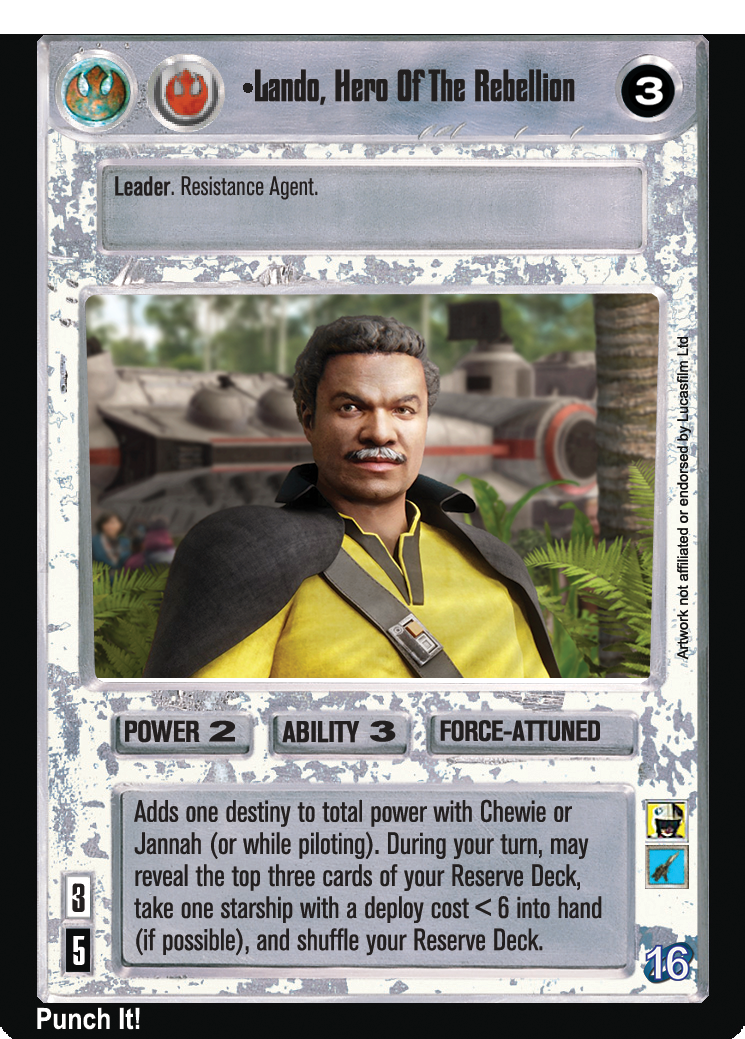 •Lando, Hero Of The Rebellion
3
Leader. Resistance Agent.
Artwork not affiliated or endorsed by Lucasfilm Ltd
POWER 2
ABILITY 3
FORCE-ATTUNED
Adds one destiny to total power with Chewie or
Jannah (or while piloting). During your turn, may
reveal the top three cards of your Reserve Deck,
take one starship with a deploy cost < 6 into hand
(if possible), and shuffle your Reserve Deck.
3
5
16
Punch It!